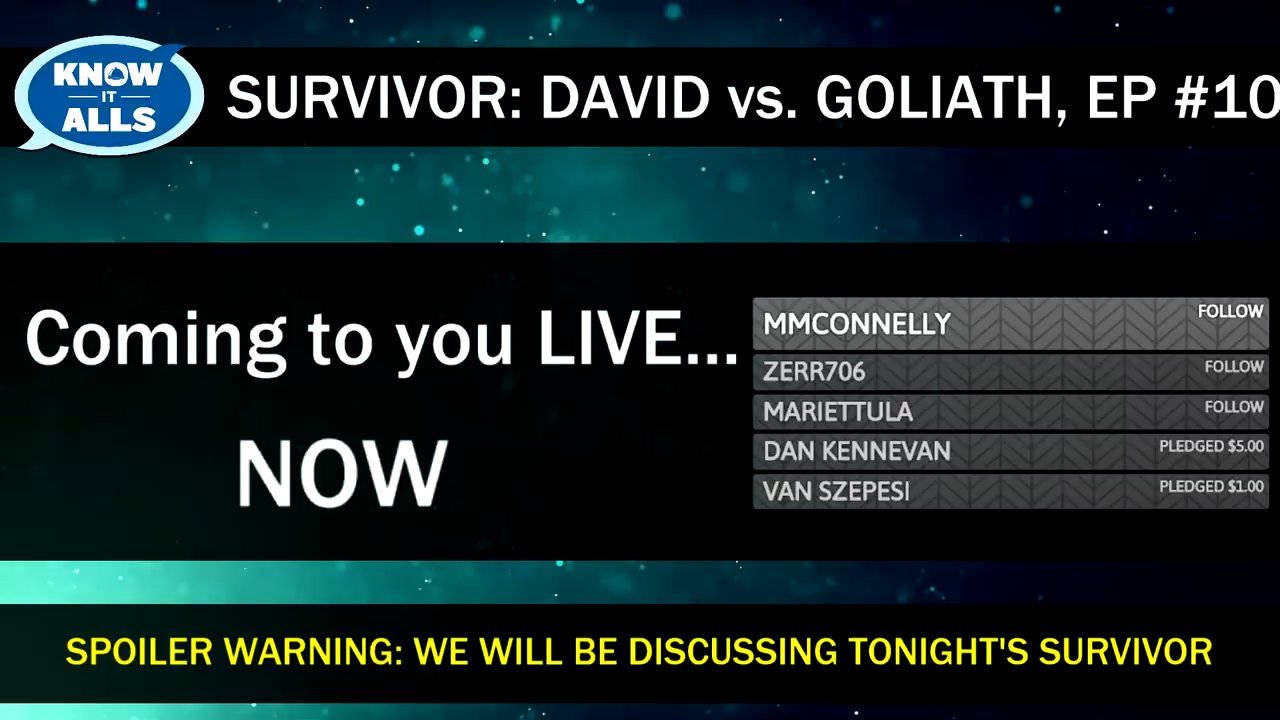 KNOW
IT
ALLS
SURVIVOR: DAVID vs. GOLIATH, EP #10
Coming to you LIVE...
NOW
MMCONNELLY FOLLOW
ZERR706 FOLLOW
MARIETTULA FOLLOW
DAN KENNEVAN PLEDGED $5.00
VAN SZEPESI PLEDGED $1.00
SPOILER WARNING: WE WILL BE DISCUSSING TONIGHT'S SURVIVOR